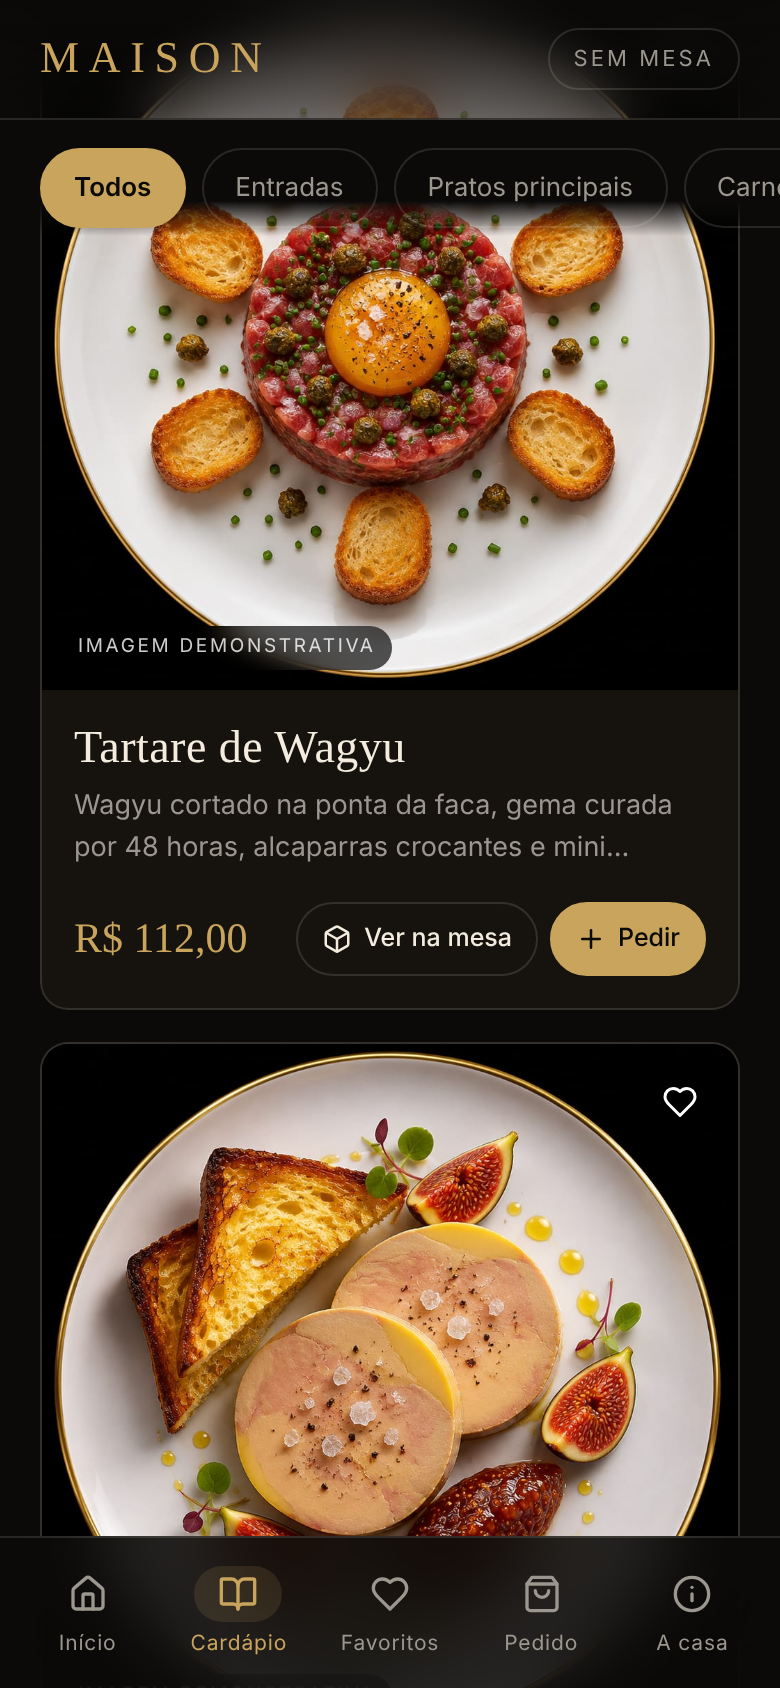 MAISON
SEM MESA
Todos
Entradas
Pratos principais
Carn
IMAGEM DEMONSTRATIVA
Tartare de Wagyu
Wagyu cortado na ponta da faca, gema curada
por 48 horas, alcaparras crocantes e mini...
R$ 112,00
Ver na mesa
Pedir
Início
Cardápio
Favoritos
Pedido
A casa